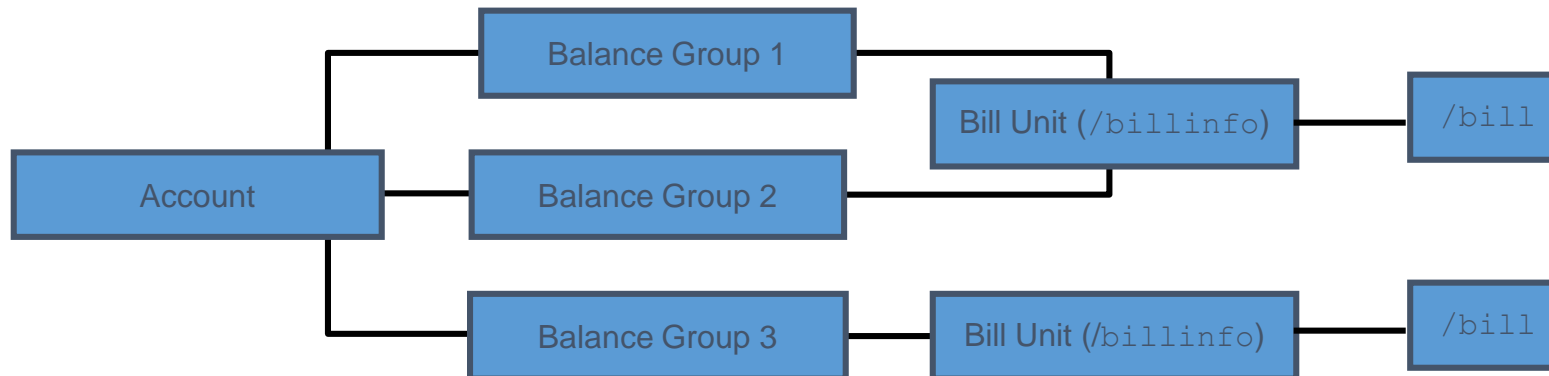 Balance Group 1
Bill Unit (/billinfo)
/bill
Account
Balance Group 2
Balance Group 3
Bill Unit (/billinfo)
/bill